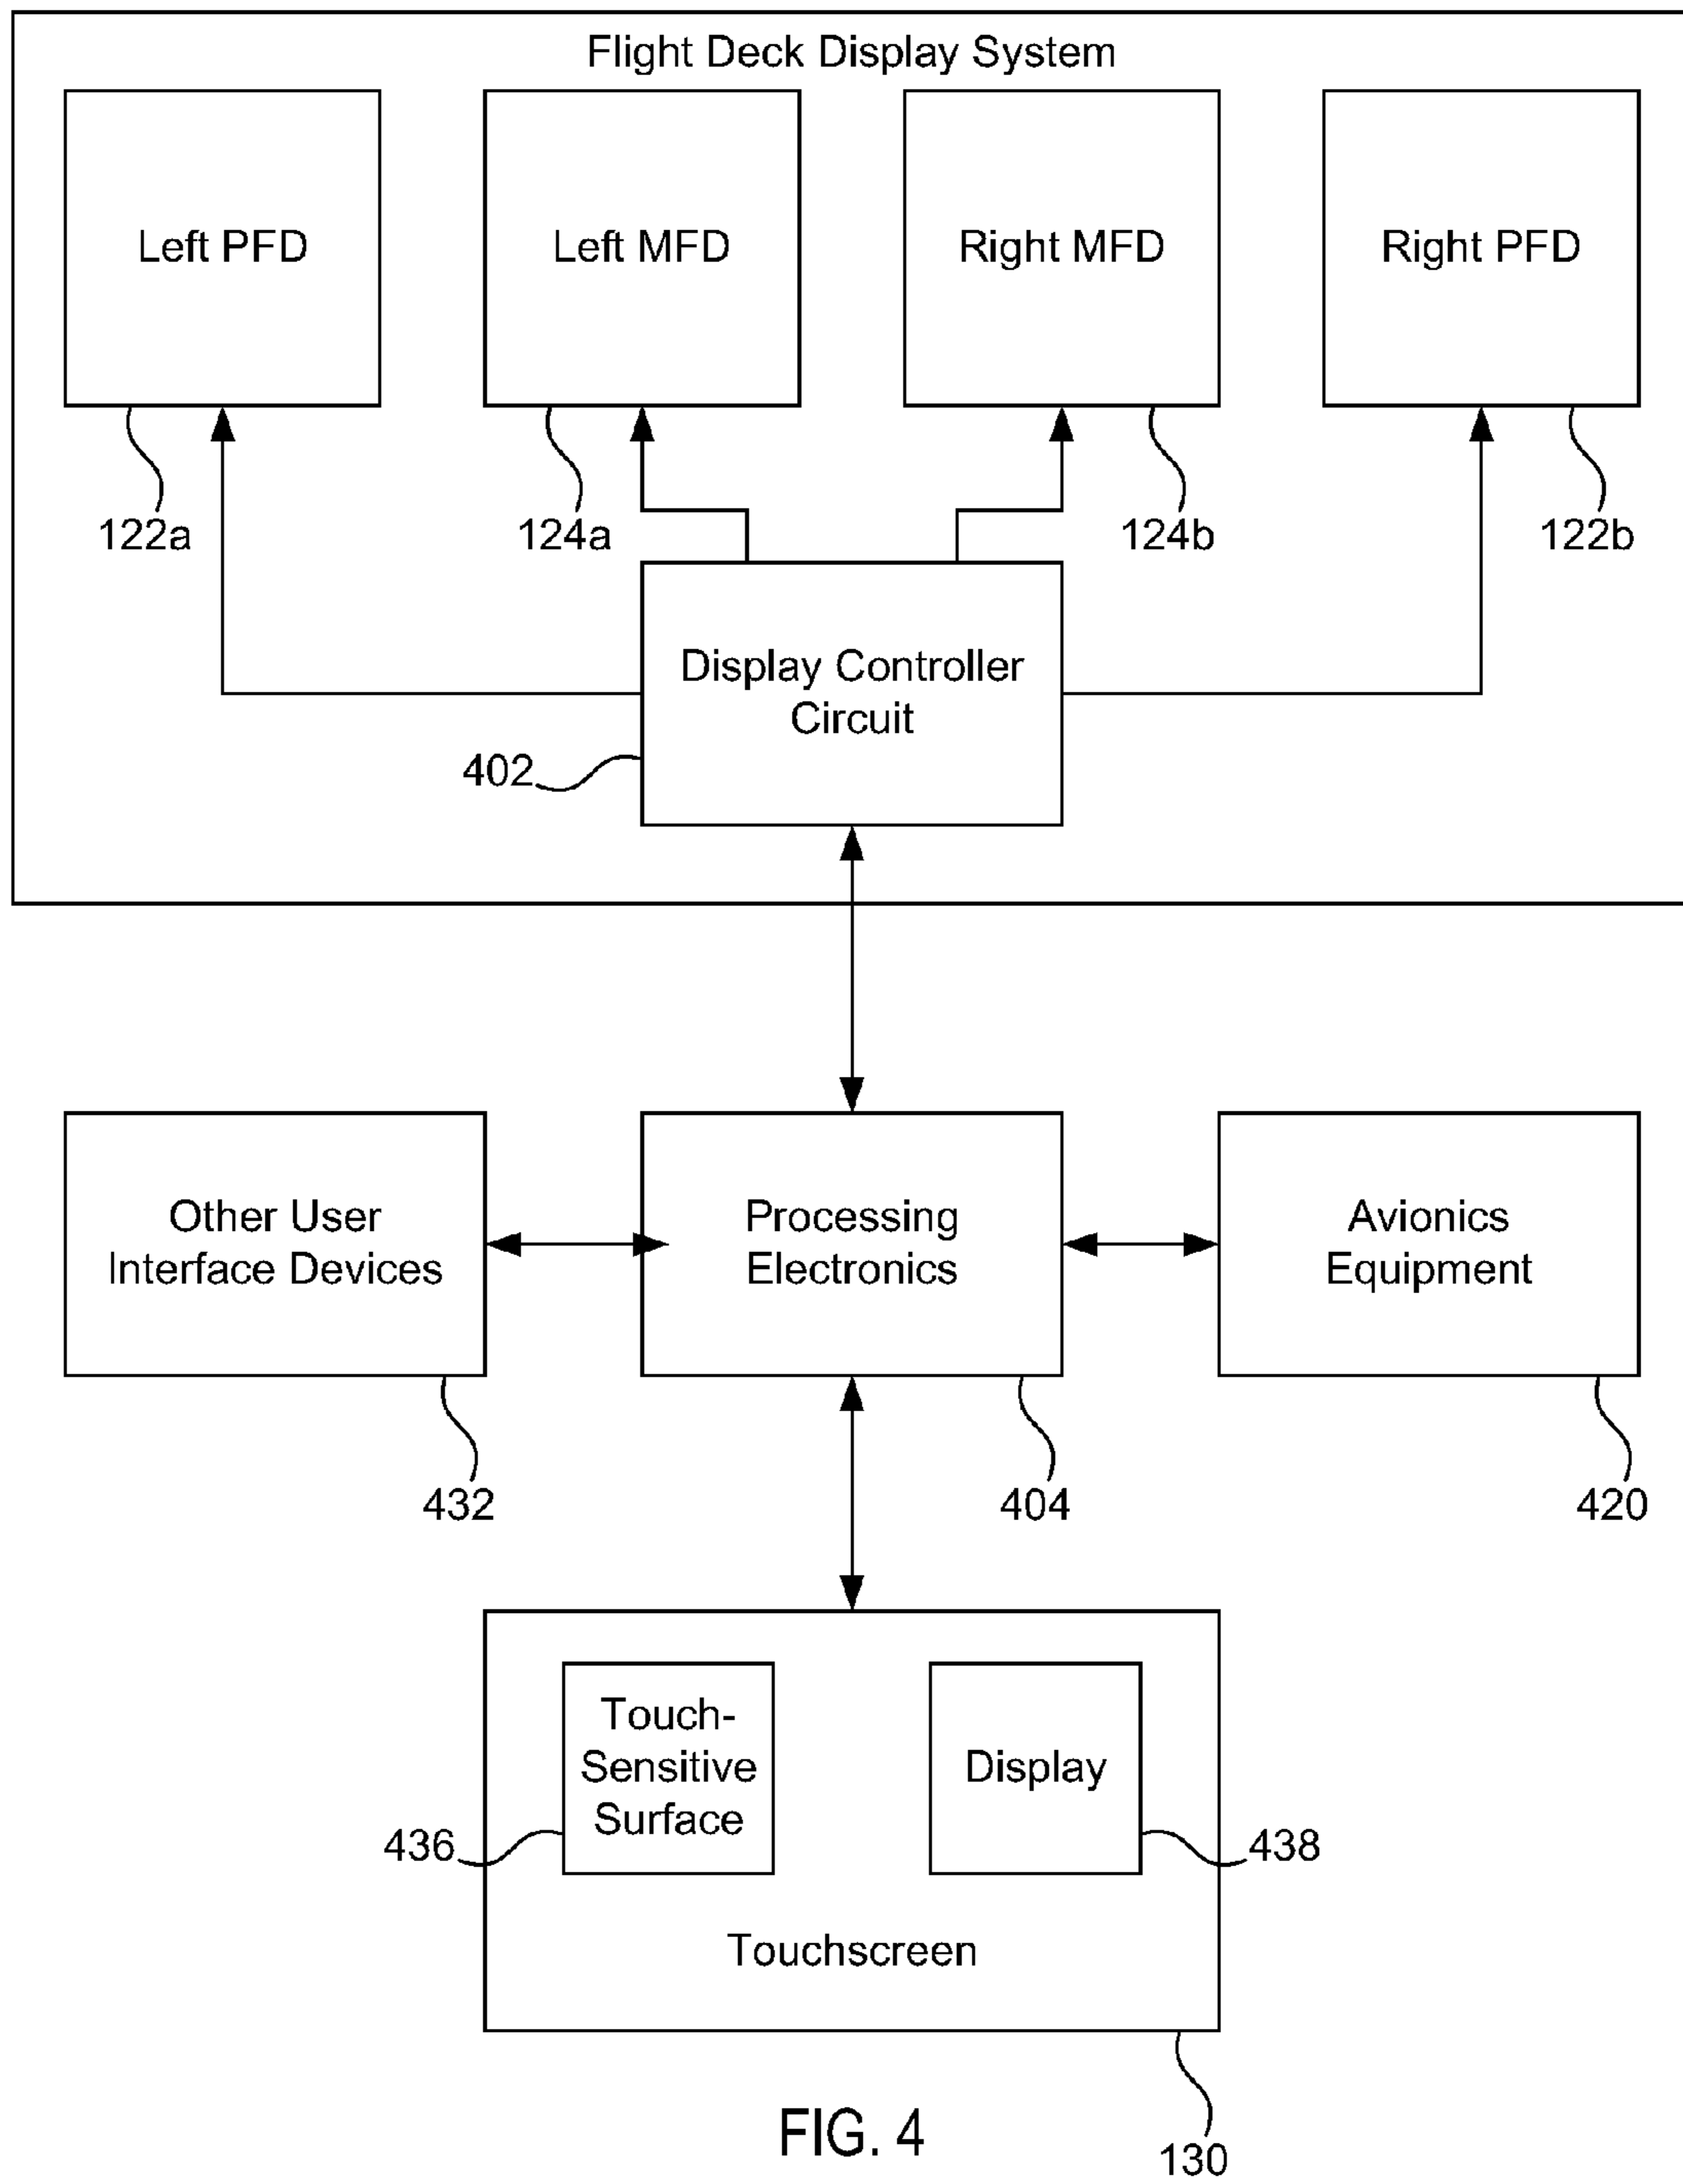 Flight Deck Display System
Left PFD
Left MFD
Right MFD
Right PFD
122a
124a
124b
122b
Display Controller
Circuit
402
Other User
Interface Devices
Processing
Electronics
Avionics
Equipment
432
404
420
Touch-
Sensitive
Surface
Display
436
438
Touchscreen
130
FIG. 4